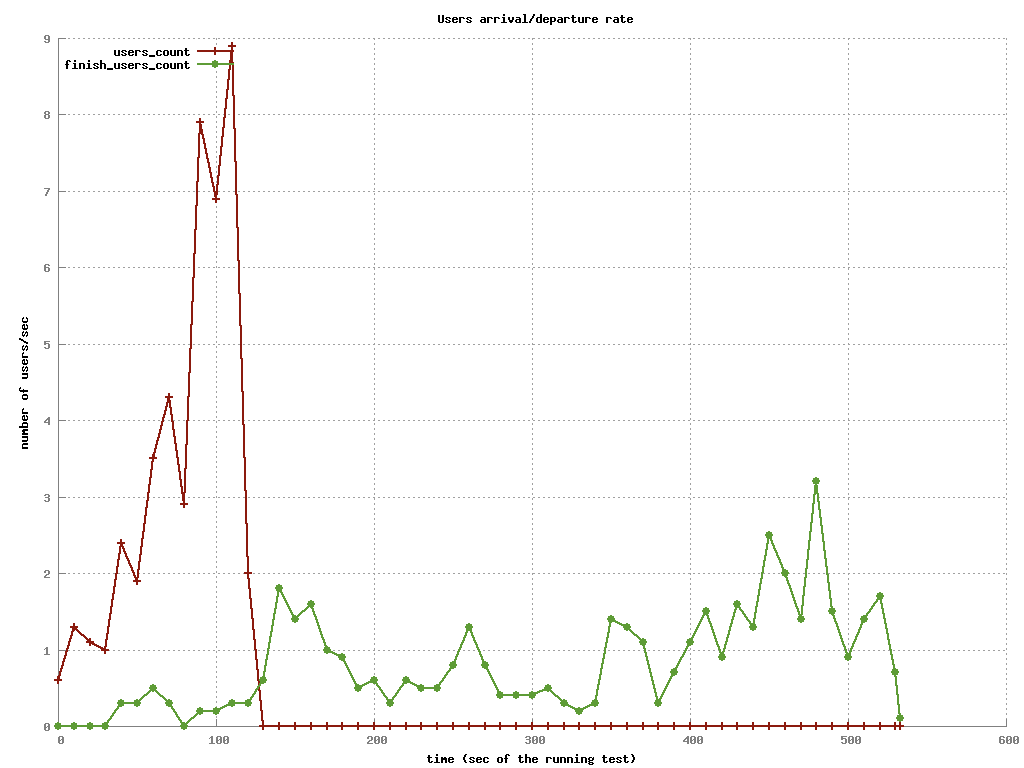 Users arrival/departure rate
users_count
finish_users_count
number of users/sec
9
8
7
6
5
4
3
2
1
0
0 100 200 300 400 500 600
time (sec of the running test)